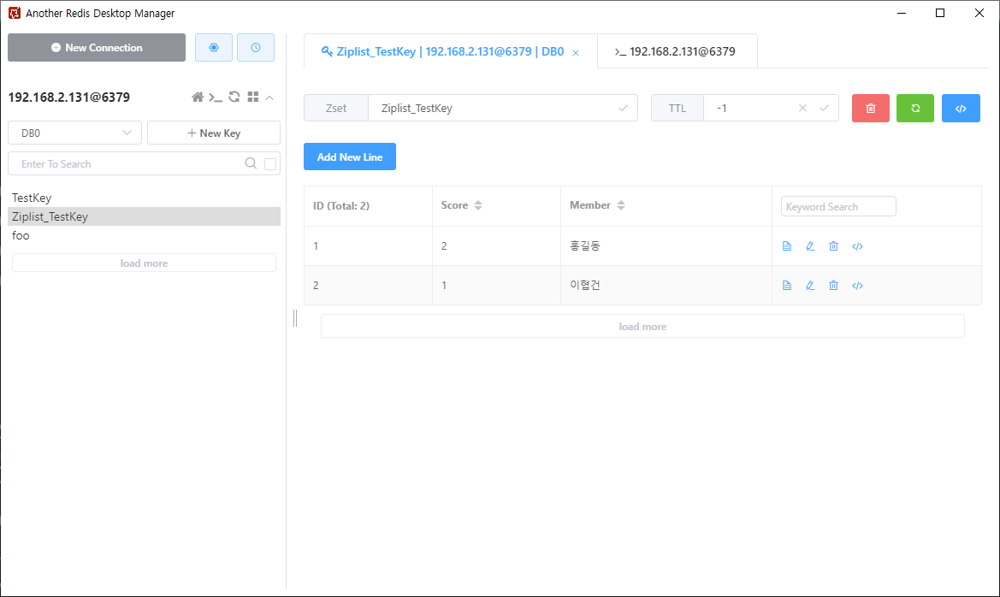 Another Redis Desktop Manager
New Connection
192.168.2.131@6379
DB0
+ New Key
Enter To Search
TestKey
Ziplist_TestKey
foo
load more
Ziplist_TestKey | 192.168.2.131@6379 | DB0 ×
>_ 192.168.2.131@6379
Zset Ziplist_TestKey
TTL -1
Add New Line
ID (Total: 2) Score Member Keyword Search
1 2 홍길동
2 1 이협건
load more